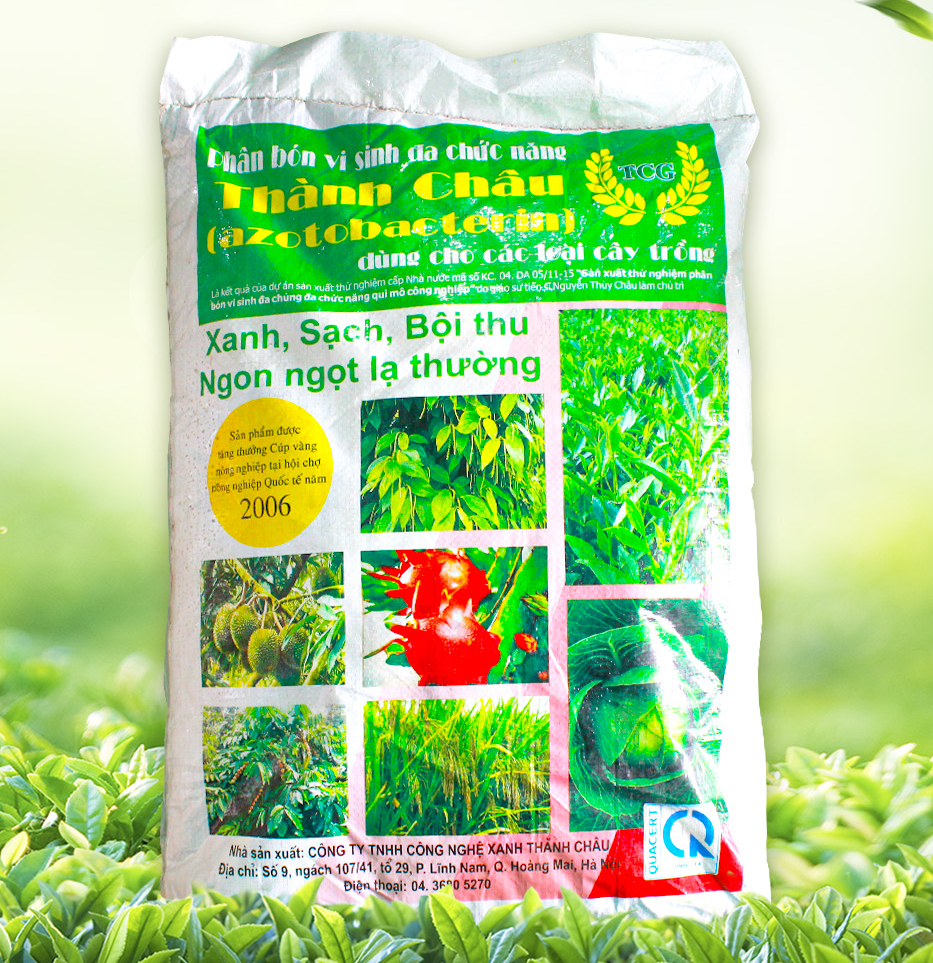 Phân bón vi sinh đa chức năng
TCG
Thành Châu
(azotobacterin)
dùng cho các loại cây trồng
Là kết quả của dự án sản xuất thử nghiệm cấp Nhà nước mã số KC. 04. DA 05/11-15 "Sản xuất thử nghiệm phân
bón vi sinh đa chủng đa chức năng qui mô công nghiệp" do giáo sư tiến sĩ Nguyễn Thùy Châu làm chủ trì
Xanh, Sạch, Bội thu
Ngon ngọt lạ thường
Sản phẩm được
tặng thưởng Cúp vàng
nông nghiệp tại hội chợ
nông nghiệp Quốc tế năm
2006
QUACERT
Nhà sản xuất: CÔNG TY TNHH CÔNG NGHỆ XANH THÀNH CHÂU
Địa chỉ: Số 9, ngách 107/41, tổ 29, P. Lĩnh Nam, Q. Hoàng Mai, Hà Nội
Điện thoại: 04. 3680 5270